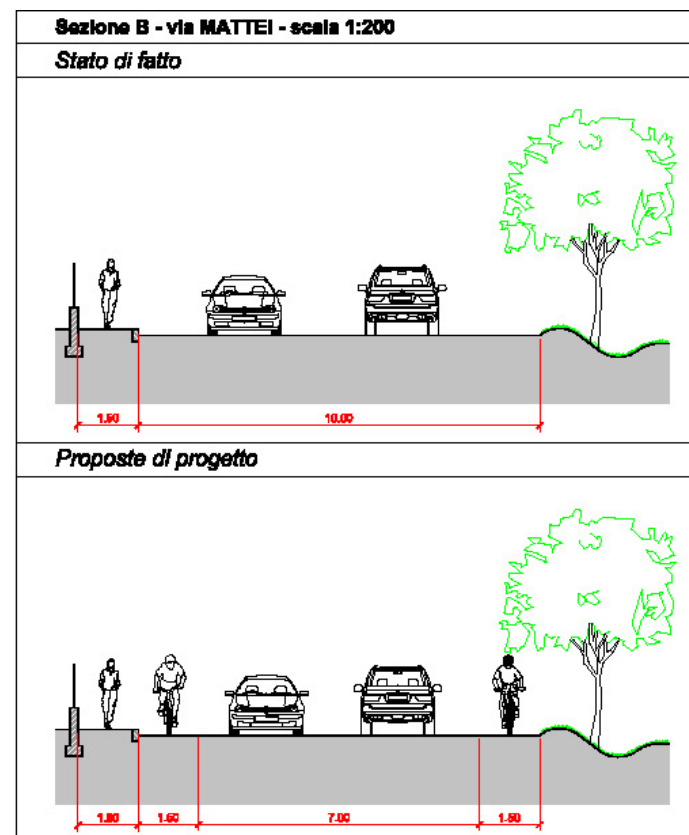 Sezione B - via MATTEI - scala 1:200
Stato di fatto
1.50 10.00
Proposte di progetto
1.50 1.50 7.00 1.50